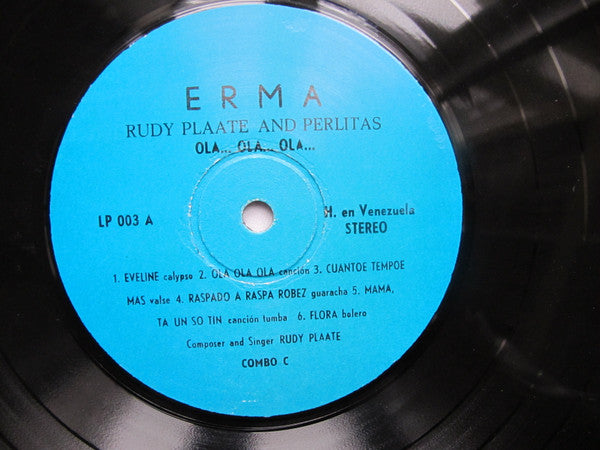 ERMA
RUDY PLAATE AND PERLITAS
OLA... OLA... OLA...
LP 003 A
H. en Venezuela
STEREO
1. EVELINE calypso 2. OLA OLA OLA canción 3. CUANTOE TEMPOE
MAS valse 4. RASPADO A RASPA ROBEZ guaracha 5. MAMA,
TA UN SO TIN canción tumba 6. FLORA bolero
Composer and Singer RUDY PLAATE
COMBO C